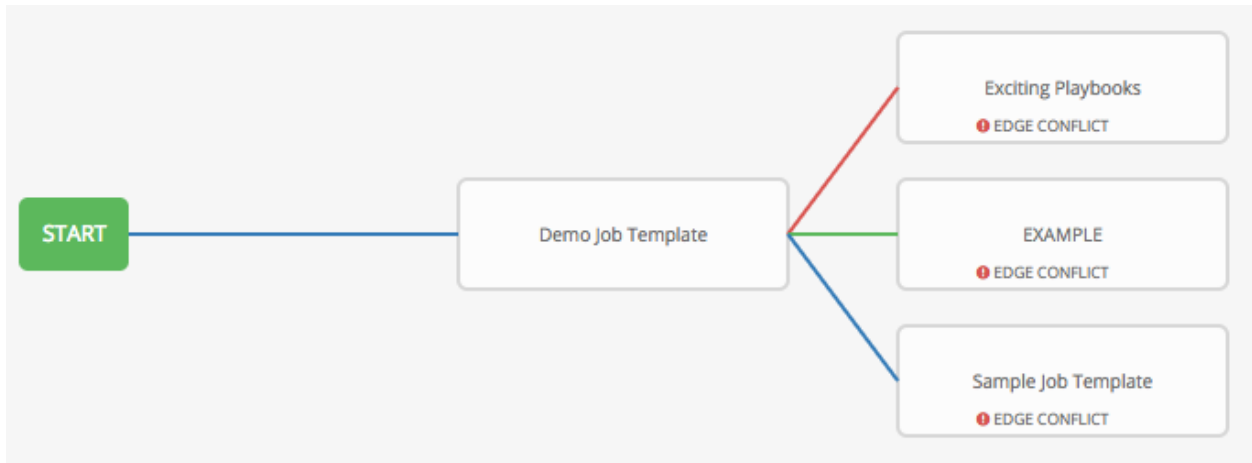 START
Demo Job Template
Exciting Playbooks
EDGE CONFLICT
EXAMPLE
EDGE CONFLICT
Sample Job Template
EDGE CONFLICT